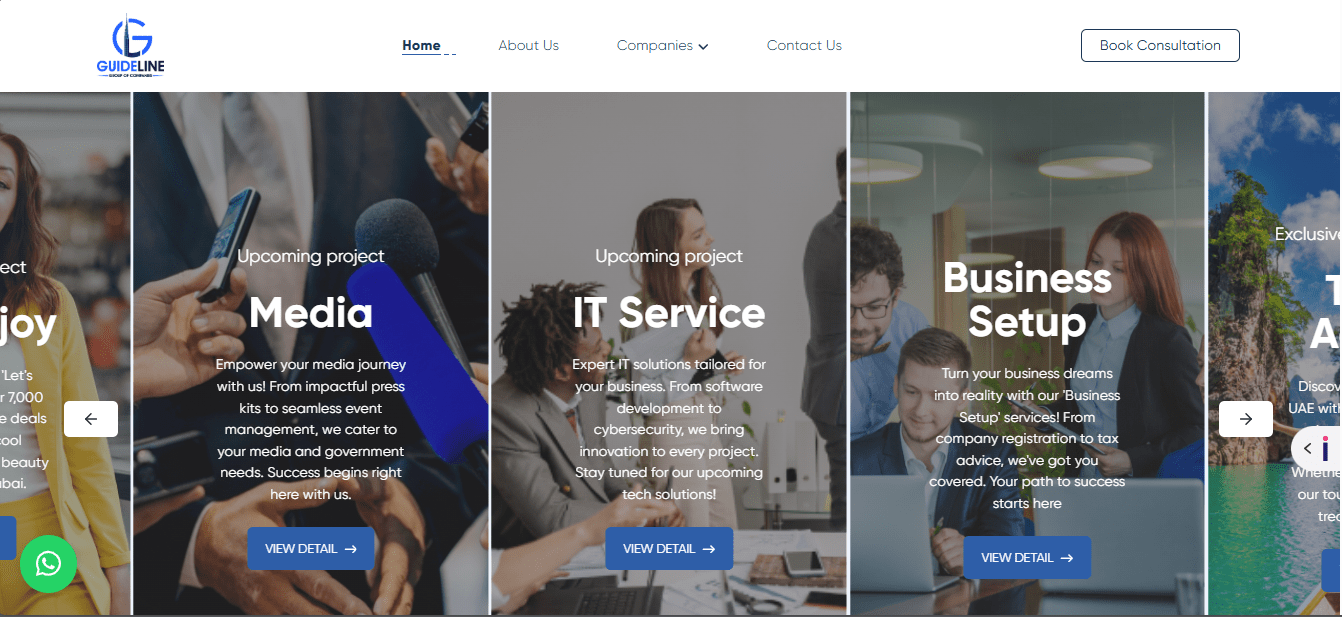 GUIDELINE
GROUP OF COMPANIES
Home
About Us
Companies
Contact Us
Book Consultation
ect
joy
'Let's
r 7,000
e deals
cool
beauty
bai.
Upcoming project
Media
Empower your media journey
with us! From impactful press
kits to seamless event
management, we cater to
your media and government
needs. Success begins right
here with us.
VIEW DETAIL →
Upcoming project
IT Service
Expert IT solutions tailored for
your business. From software
development to
cybersecurity, we bring
innovation to every project.
Stay tuned for our upcoming
tech solutions!
VIEW DETAIL →
Business
Setup
Turn your business dreams
into reality with our 'Business
Setup' services! From
company registration to tax
advice, we've got you
covered. Your path to success
starts here
VIEW DETAIL →
Exclusive
T
A
Discov
UAE with
Whethe
our tou
trea